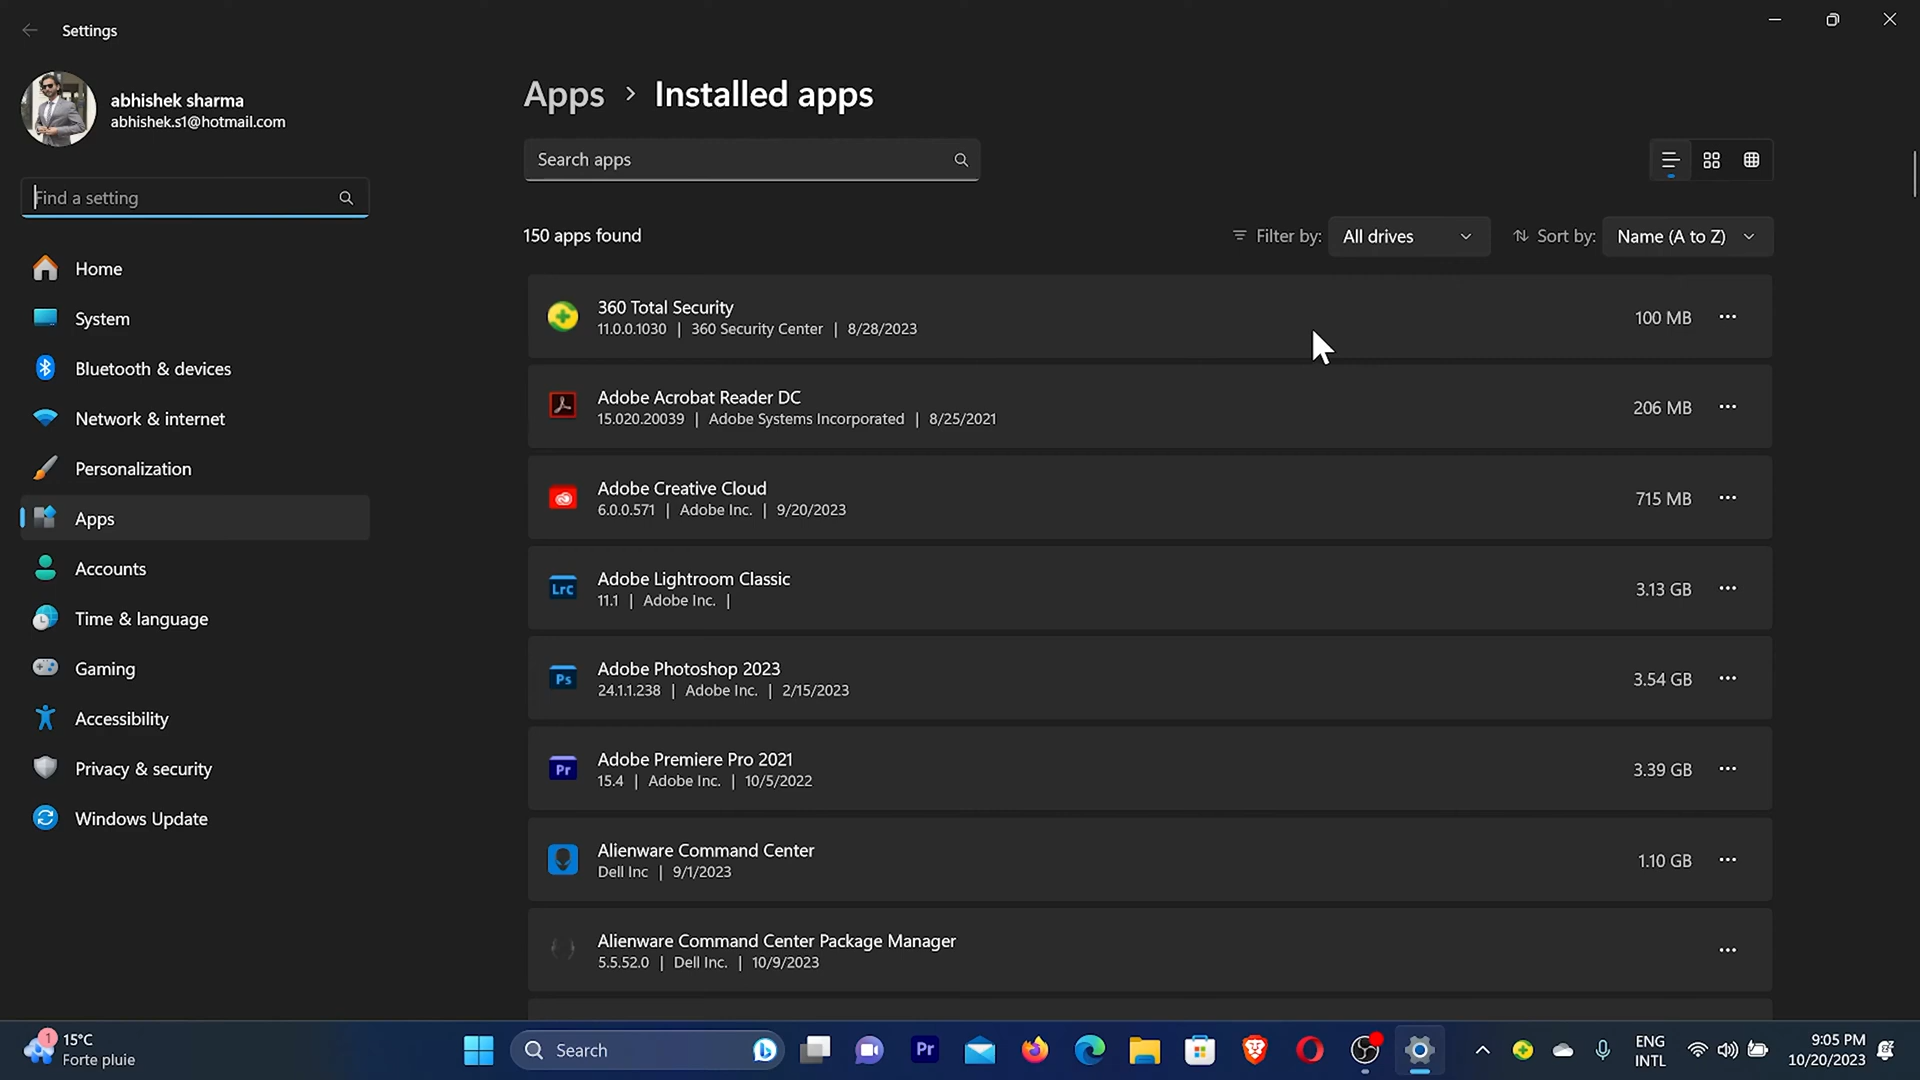 Settings
abhishek sharma
abhishek.s1@hotmail.com
Find a setting
Home
System
Bluetooth & devices
Network & internet
Personalization
Apps
Accounts
Time & language
Gaming
Accessibility
Privacy & security
Windows Update
Apps > Installed apps
Search apps
150 apps found
Filter by: All drives
Sort by: Name (A to Z)
360 Total Security
11.0.0.1030 | 360 Security Center | 8/28/2023
100 MB
Adobe Acrobat Reader DC
15.020.20039 | Adobe Systems Incorporated | 8/25/2021
206 MB
Adobe Creative Cloud
6.0.0.571 | Adobe Inc. | 9/20/2023
715 MB
Lrc
Adobe Lightroom Classic
11.1 | Adobe Inc. |
3.13 GB
Ps
Adobe Photoshop 2023
24.1.1.238 | Adobe Inc. | 2/15/2023
3.54 GB
Pr
Adobe Premiere Pro 2021
15.4 | Adobe Inc. | 10/5/2022
3.39 GB
Alienware Command Center
Dell Inc | 9/1/2023
1.10 GB
Alienware Command Center Package Manager
5.5.52.0 | Dell Inc. | 10/9/2023
1
15°C
Forte pluie
Search
Pr
ENG
INTL
9:05 PM
10/20/2023